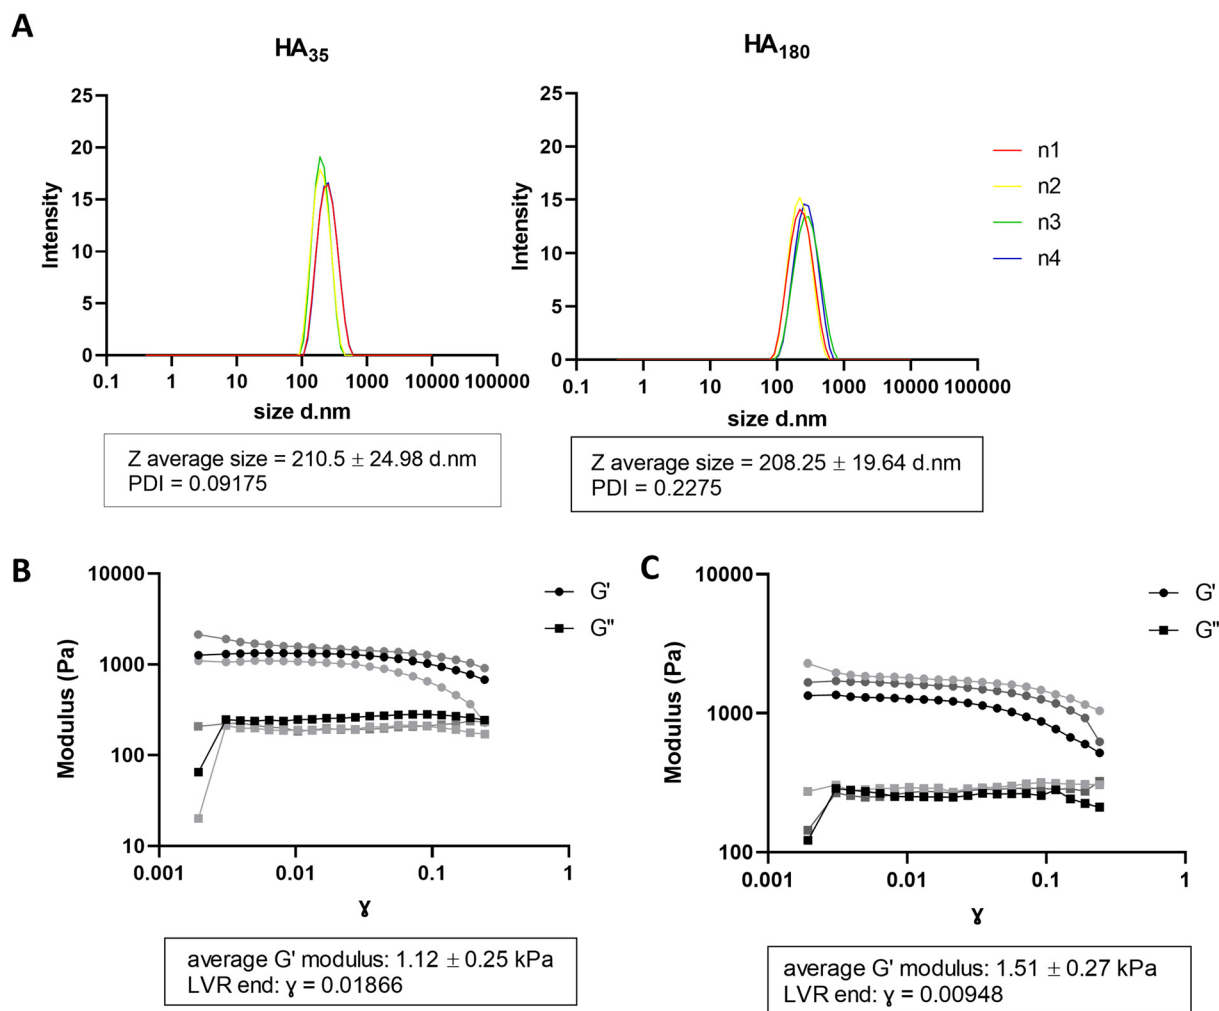 A
HA35
HA180
25
20
15
10
5
0
Intensity
0.1 1 10 100 1000 10000 100000
size d.nm
25
20
15
10
5
0
Intensity
0.1 1 10 100 1000 10000 100000
size d.nm
n1
n2
n3
n4
Z average size = 210.5 ± 24.98 d.nm
PDI = 0.09175
Z average size = 208.25 ± 19.64 d.nm
PDI = 0.2275
B
10000
1000
100
10
Modulus (Pa)
0.001 0.01 0.1 1
ɣ
G'
G"
average G' modulus: 1.12 ± 0.25 kPa
LVR end: ɣ = 0.01866
C
10000
1000
100
Modulus (Pa)
0.001 0.01 0.1 1
ɣ
G'
G"
average G' modulus: 1.51 ± 0.27 kPa
LVR end: ɣ = 0.00948